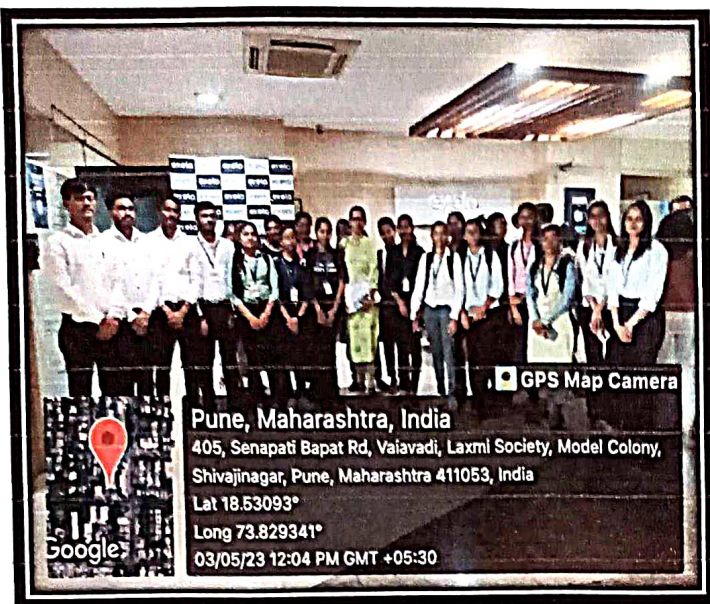 GPS Map Camera
Pune, Maharashtra, India
405, Senapati Bapat Rd, Vaiavadi, Laxmi Society, Model Colony,
Shivajinagar, Pune, Maharashtra 411053, India
Lat 18.53093°
Long 73.829341°
03/05/23 12:04 PM GMT +05:30
Google